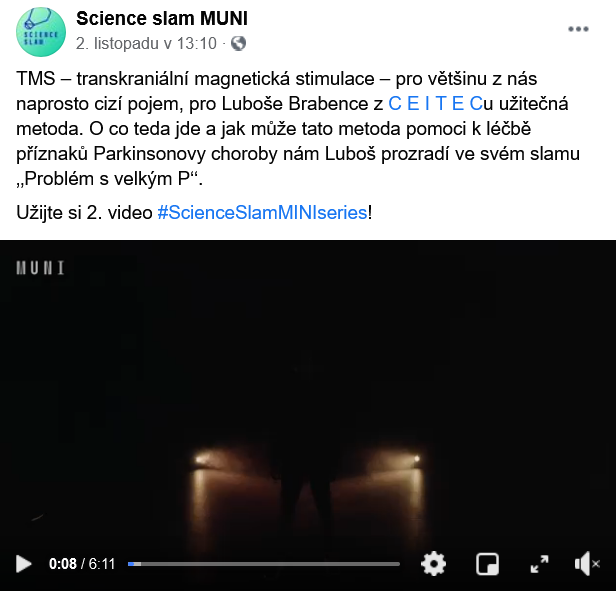 Science slam MUNI
SCIENCE
SLAM
2. listopadu v 13:10 ·
TMS – transkraniální magnetická stimulace – pro většinu z nás
naprosto cizí pojem, pro Luboše Brabence z C E I T E Cu užitečná
metoda. O co teda jde a jak může tato metoda pomoci k léčbě
příznaků Parkinsonovy choroby nám Luboš prozradí ve svém slamu
,,Problém s velkým P‘‘.
Užijte si 2. video #ScienceSlamMINIseries!
MUNI
0:08 / 6:11